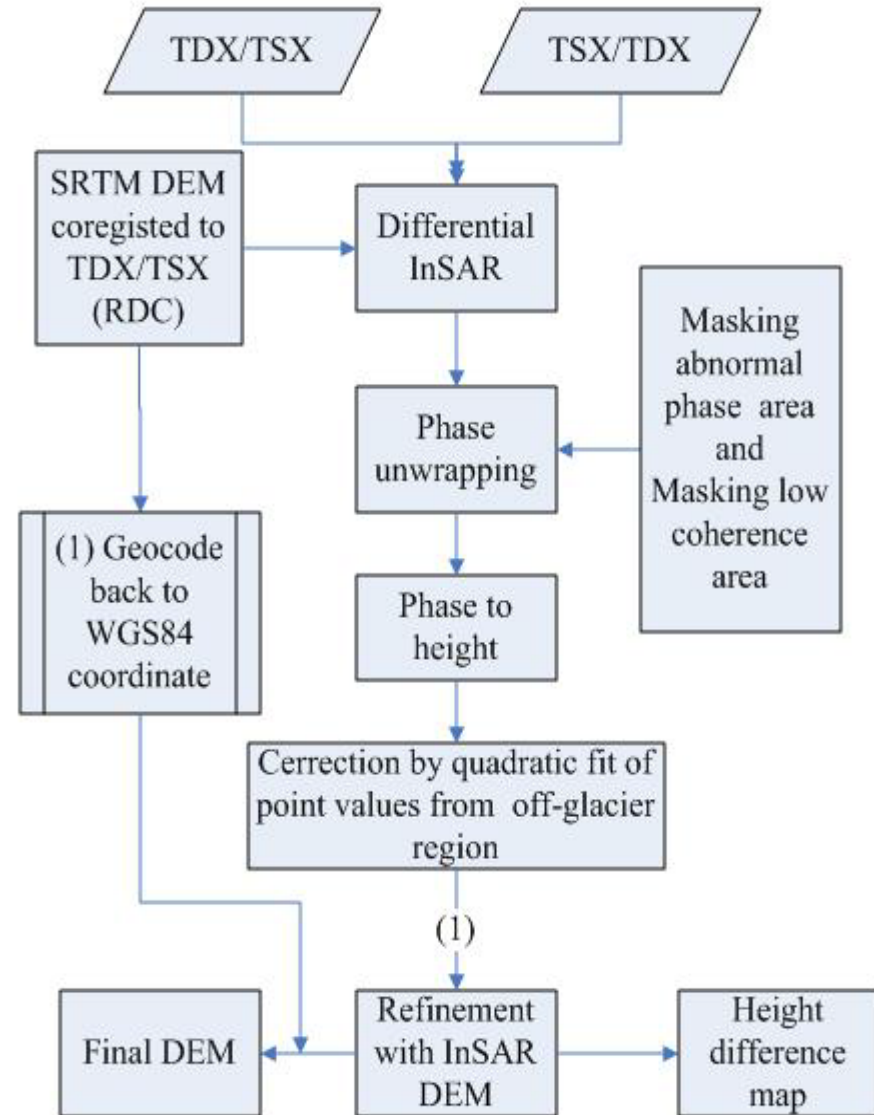 TDX/TSX
TSX/TDX
SRTM DEM
coregisted to
TDX/TSX
(RDC)
Differential
InSAR
Masking
abnormal
phase area
and
Masking low
coherence
area
Phase
unwrapping
(1) Geocode
back to
WGS84
coordinate
Phase to
height
Cerrection by quadratic fit of
point values from off-glacier
region
(1)
Final DEM
Refinement
with InSAR
DEM
Height
difference
map